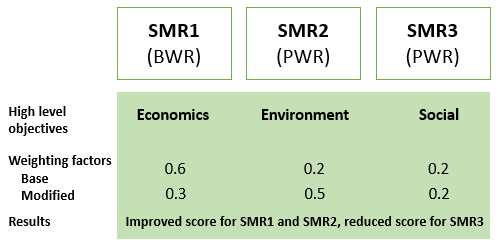 SMR1 SMR2 SMR3
(BWR) (PWR) (PWR)
High level
objectives Economics Environment Social
Weighting factors
Base 0.6 0.2 0.2
Modified 0.3 0.5 0.2
Results Improved score for SMR1 and SMR2, reduced score for SMR3